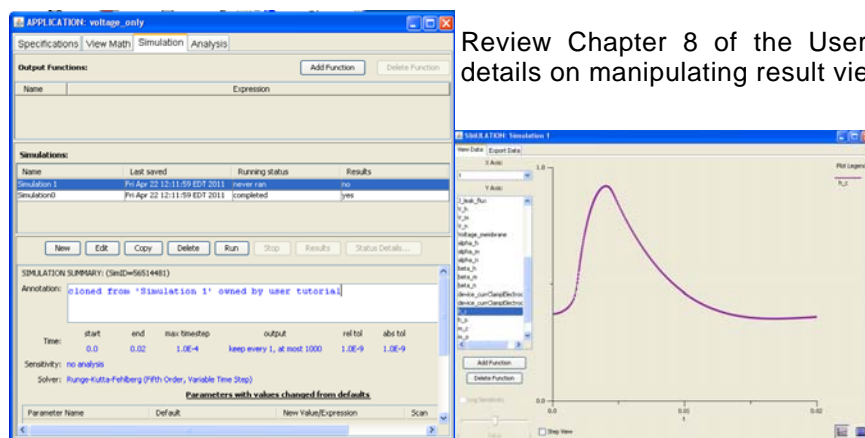 APPLICATION: voltage_only
Specifications View Math Simulation Analysis
Output Functions: Add Function Delete Function
Name Expression
Simulations:
Name Last saved Running status Results
Simulation 1 Fri Apr 22 12:11:59 EDT 2011 never ran no
Simulation0 Fri Apr 22 12:11:59 EDT 2011 completed yes
New Edit Copy Delete Run Stop Results Status Details...
SIMULATION SUMMARY: (SimID=56514481)
Annotation: cloned from 'Simulation 1' owned by user tutorial
Time: start end max timestep output rel tol abs tol
0.0 0.02 1.0E-4 keep every 1, at most 1000 1.0E-9 1.0E-9
Sensitivity: no analysis
Solver: Runge-Kutta-Fehlberg (Fifth Order, Variable Time Step)
Parameters with values changed from defaults
Parameter Name Default New Value/Expression Scan
Review Chapter 8 of the User
details on manipulating result vie
SIMULATION: Simulation 1
View Data Export Data
X Axis:
t
Y Axis:
J_leak_flux
Voltage_membrane
alpha_h
alpha_m
alpha_n
beta_h
beta_m
beta_n
device_currClampElectrod
device_currClampElectrod
Add Function
Delete Function
Log Sensitivity
Value
1.0
0.0
0.0
0.02
t
Step View
Plot Legend